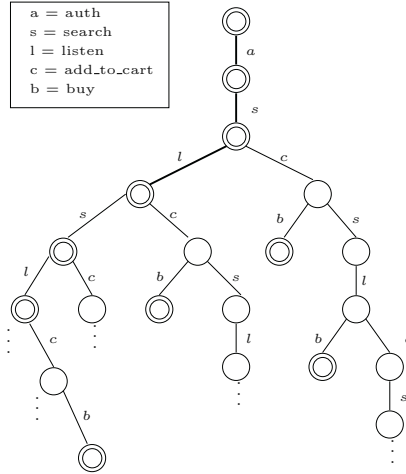 a = auth
s = search
l = listen
c = add_to_cart
b = buy
a
s
l
c
s
c
b
s
l
c
b
s
l
c
l
b
s
b